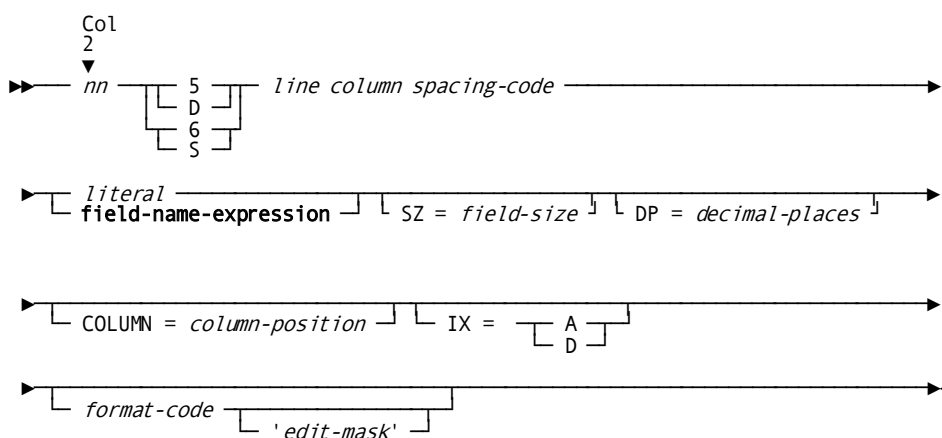 Col
2
nn 5 line column spacing-code
D
6
S
literal
field-name-expression SZ = field-size DP = decimal-places
COLUMN = column-position IX = A
D
format-code
'edit-mask'